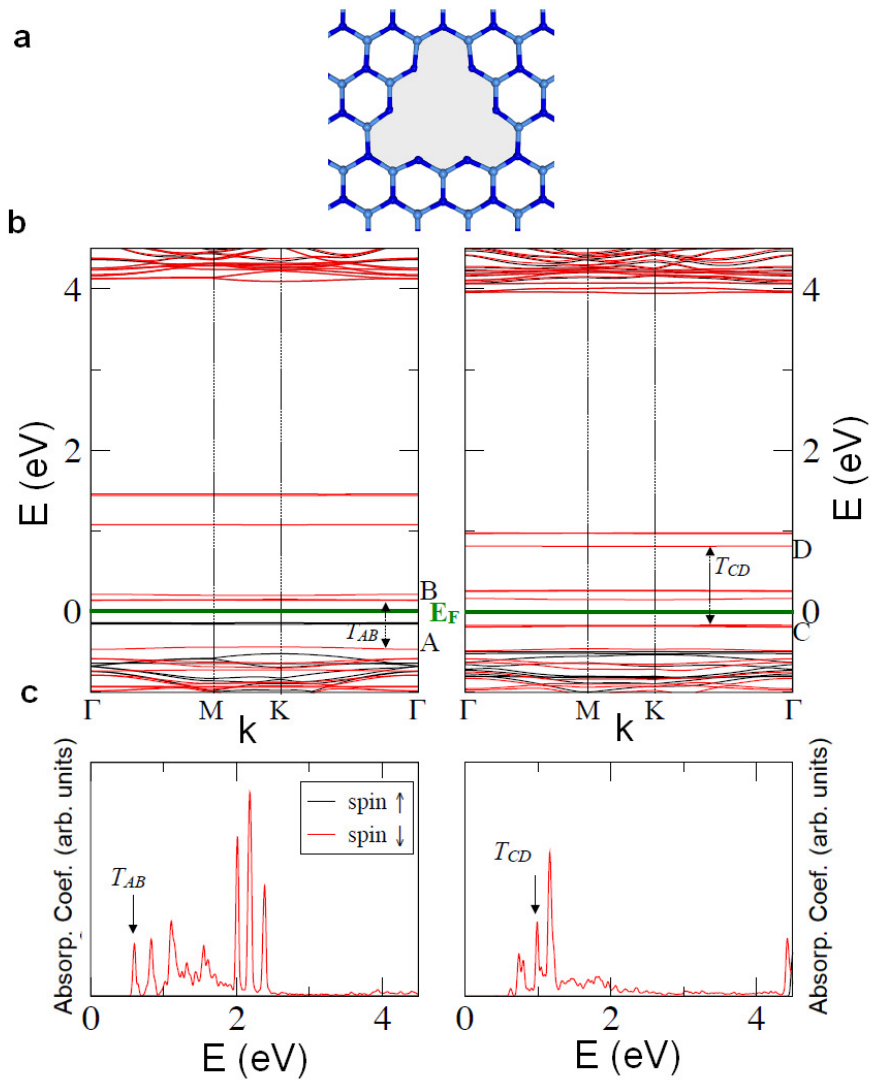 a
b
4
4
2
2
0
0
E (eV)
E (eV)
B
A
T_AB
E_F
D
C
T_CD
Γ
M
K
Γ
Γ
M
K
Γ
k
k
c
Absorp. Coef. (arb. units)
Absorp. Coef. (arb. units)
spin ↑
spin ↓
T_AB
T_CD
0
2
4
0
2
4
E (eV)
E (eV)